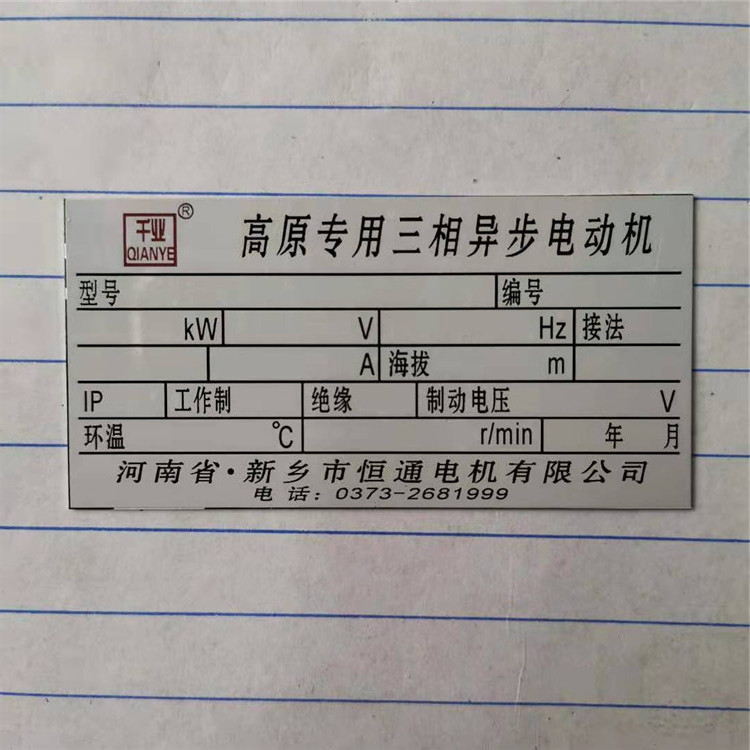 千业 ® 高原专用三相异步电动机
QIANYE
型号 编号
kW V Hz 接法
A 海拔 m
IP 工作制 绝缘 制动电压 V
环温 ℃ r/min 年 月
河南省·新乡市恒通电机有限公司
电话：0373-2681999